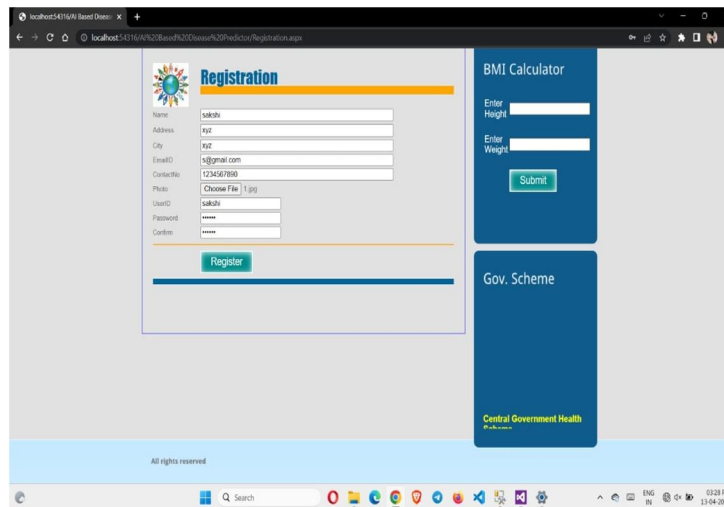 localhost:54316/AI Based Diseas
localhost:54316/AI%20Based%20Disease%20Predictor/Registration.aspx
Registration
Name sakshi
Address xyz
City xyz
EmailID s@gmail.com
ContactNo 1234567890
Photo Choose File 1.jpg
UserID sakshi
Password ••••••
Confirm ••••••
Register
BMI Calculator
Enter
Height
Enter
Weight
Submit
Gov. Scheme
Central Government Health
Scheme
All rights reserved
Search
ENG
IN
03:28
13-04-20